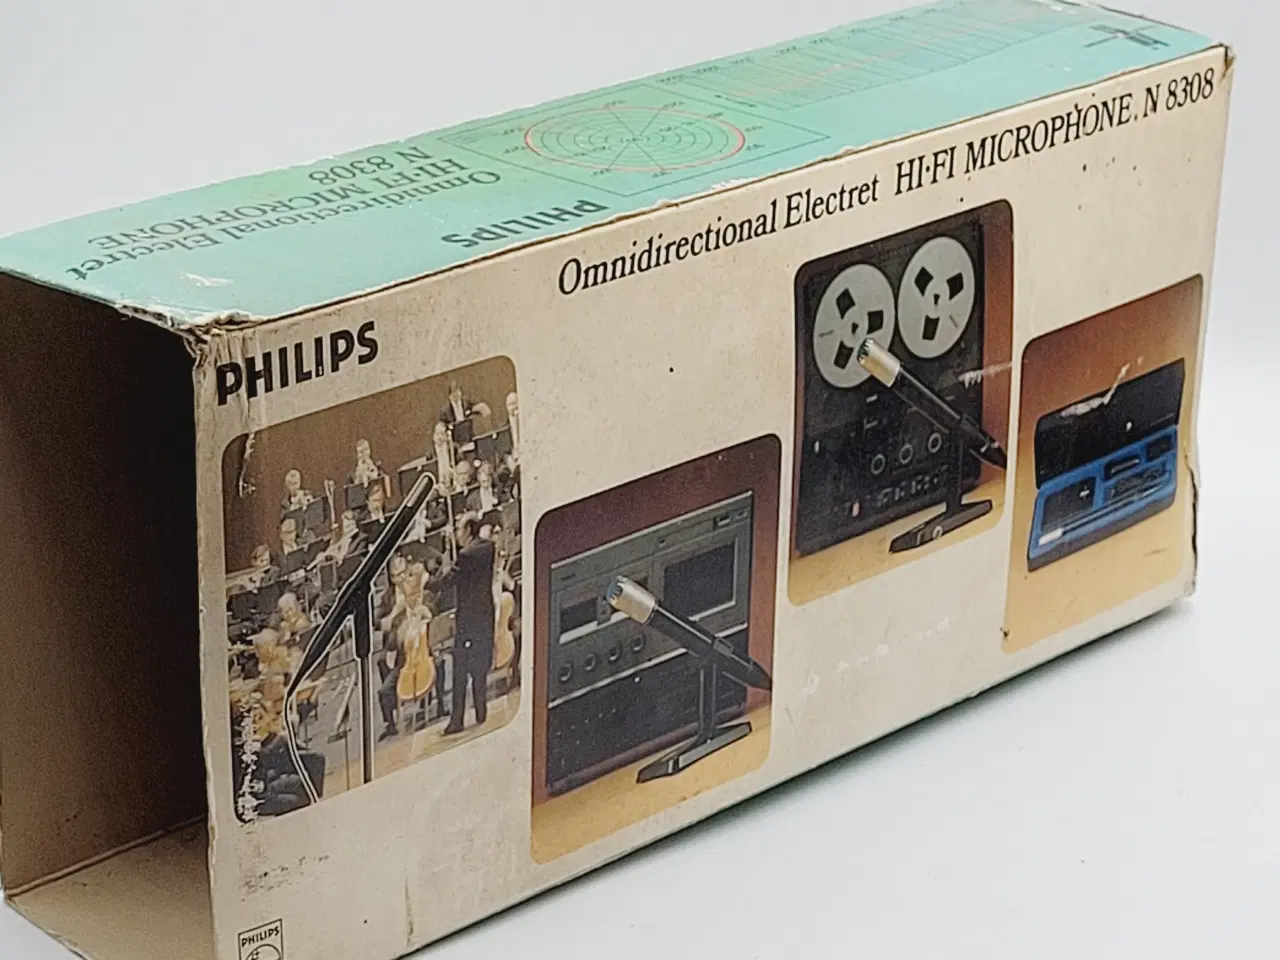 Omnidirectional Electret
HI-FI MICROPHONE
N 8308
PHILIPS
Omnidirectional Electret HI·FI MICROPHONE. N 8308
PHILIPS
PHILIPS